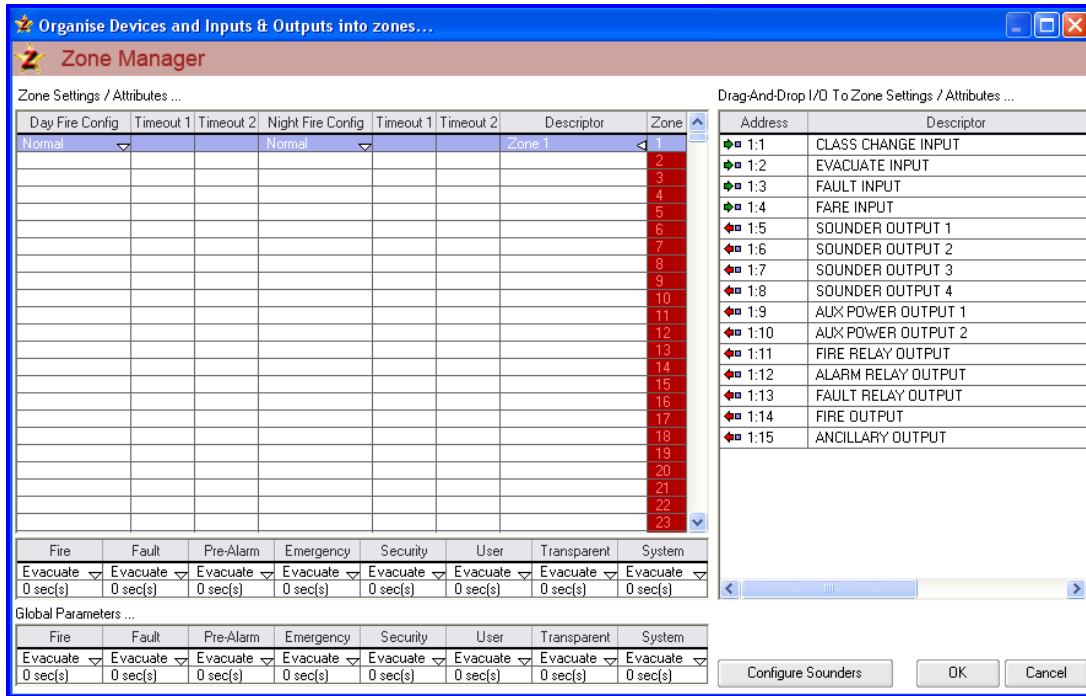 Organise Devices and Inputs & Outputs into zones...
Z Zone Manager
Zone Settings / Attributes ...
Day Fire Config Timeout 1 Timeout 2 Night Fire Config Timeout 1 Timeout 2 Descriptor Zone
Normal Normal Zone 1 1
2
3
4
5
6
7
8
9
10
11
12
13
14
15
16
17
18
19
20
21
22
23
Fire Fault Pre-Alarm Emergency Security User Transparent System
Evacuate Evacuate Evacuate Evacuate Evacuate Evacuate Evacuate Evacuate
0 sec(s) 0 sec(s) 0 sec(s) 0 sec(s) 0 sec(s) 0 sec(s) 0 sec(s) 0 sec(s)
Global Parameters ...
Fire Fault Pre-Alarm Emergency Security User Transparent System
Evacuate Evacuate Evacuate Evacuate Evacuate Evacuate Evacuate Evacuate
0 sec(s) 0 sec(s) 0 sec(s) 0 sec(s) 0 sec(s) 0 sec(s) 0 sec(s) 0 sec(s)
Drag-And-Drop I/O To Zone Settings / Attributes ...
Address Descriptor
1:1 CLASS CHANGE INPUT
1:2 EVACUATE INPUT
1:3 FAULT INPUT
1:4 FARE INPUT
1:5 SOUNDER OUTPUT 1
1:6 SOUNDER OUTPUT 2
1:7 SOUNDER OUTPUT 3
1:8 SOUNDER OUTPUT 4
1:9 AUX POWER OUTPUT 1
1:10 AUX POWER OUTPUT 2
1:11 FIRE RELAY OUTPUT
1:12 ALARM RELAY OUTPUT
1:13 FAULT RELAY OUTPUT
1:14 FIRE OUTPUT
1:15 ANCILLARY OUTPUT
Configure Sounders OK Cancel